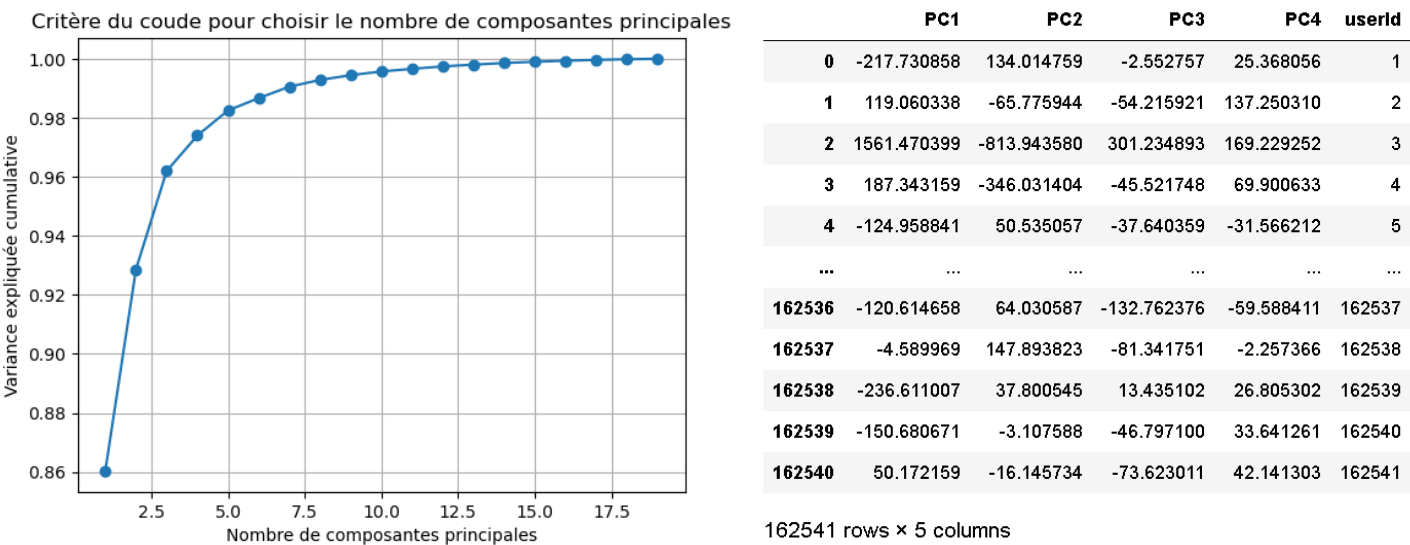 Critère du coude pour choisir le nombre de composantes principales
1.00
0.98
0.96
0.94
0.92
0.90
0.88
0.86
Variance expliquée cumulative
2.5 5.0 7.5 10.0 12.5 15.0 17.5
Nombre de composantes principales
PC1 PC2 PC3 PC4 userId
0 -217.730858 134.014759 -2.552757 25.368056 1
1 119.060338 -65.775944 -54.215921 137.250310 2
2 1561.470399 -813.943580 301.234893 169.229252 3
3 187.343159 -346.031404 -45.521748 69.900633 4
4 -124.958841 50.535057 -37.640359 -31.566212 5
... ... ... ... ... ...
162536 -120.614658 64.030587 -132.762376 -59.588411 162537
162537 -4.589969 147.893823 -81.341751 -2.257366 162538
162538 -236.611007 37.800545 13.435102 26.805302 162539
162539 -150.680671 -3.107588 -46.797100 33.641261 162540
162540 50.172159 -16.145734 -73.623011 42.141303 162541
162541 rows × 5 columns